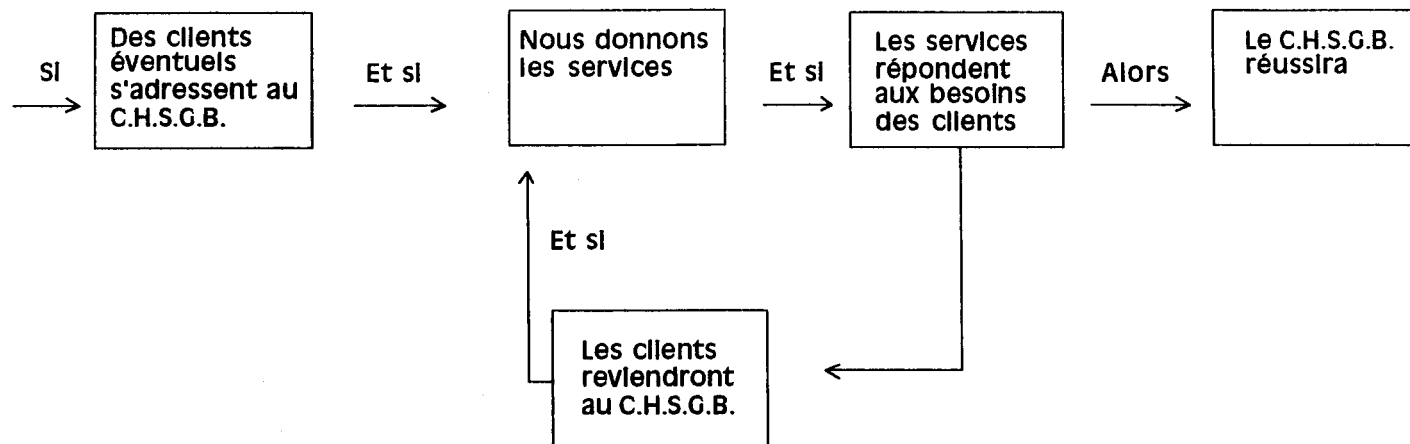 Si
Des clients
éventuels
s'adressent au
C.H.S.G.B.
Et si
Nous donnons
les services
Et si
Les services
répondent
aux besoins
des clients
Alors
Le C.H.S.G.B.
réussira
Et si
Les clients
reviendront
au C.H.S.G.B.